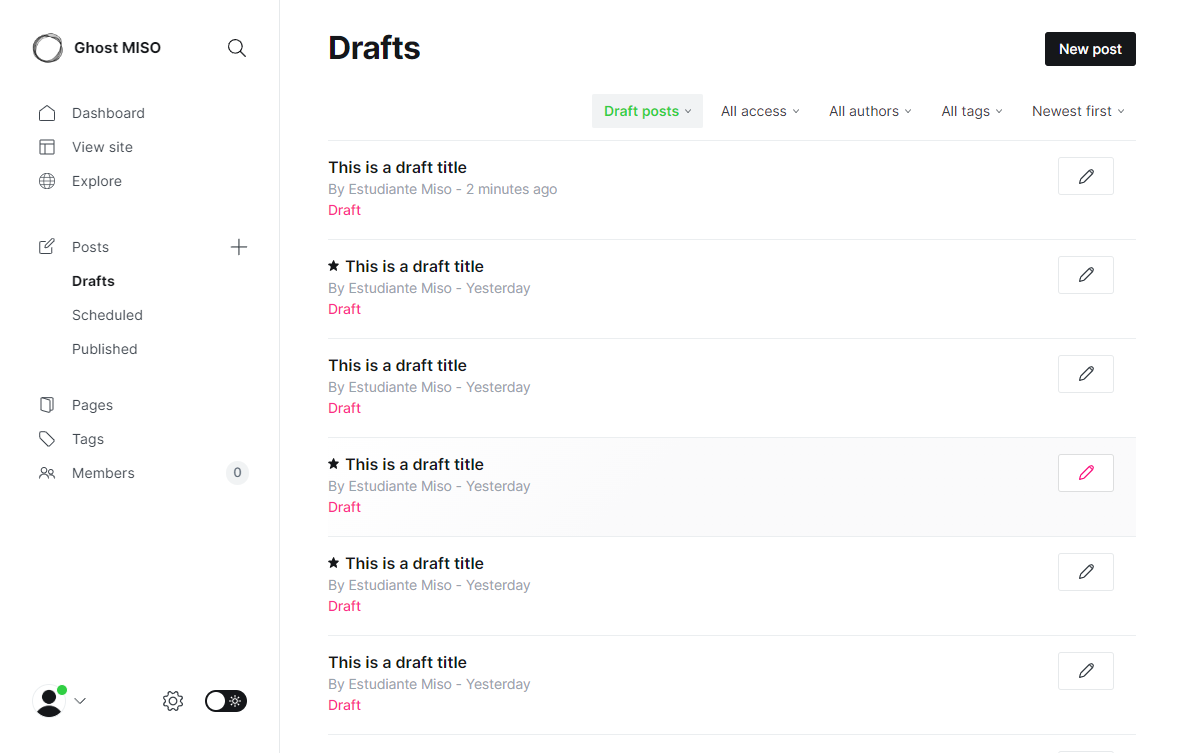 Ghost MISO
Dashboard
View site
Explore
Posts
Drafts
Scheduled
Published
Pages
Tags
Members 0
Drafts
New post
Draft posts All access All authors All tags Newest first
This is a draft title
By Estudiante Miso - 2 minutes ago
Draft
This is a draft title
By Estudiante Miso - Yesterday
Draft
This is a draft title
By Estudiante Miso - Yesterday
Draft
This is a draft title
By Estudiante Miso - Yesterday
Draft
This is a draft title
By Estudiante Miso - Yesterday
Draft
This is a draft title
By Estudiante Miso - Yesterday
Draft